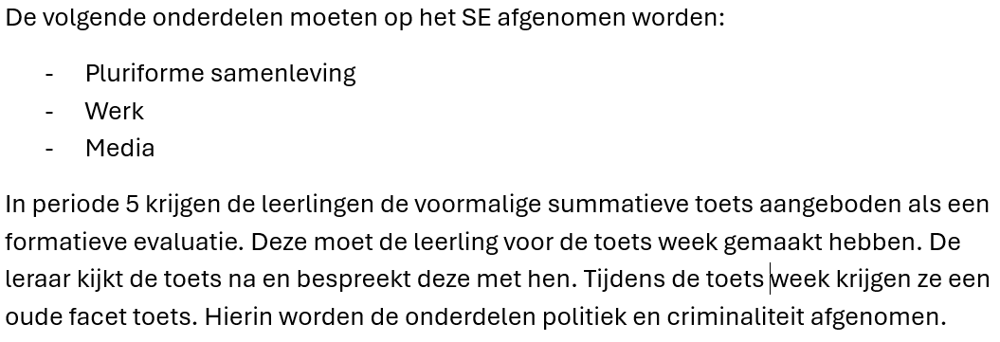 De volgende onderdelen moeten op het SE afgenomen worden:
- Pluriforme samenleving
- Werk
- Media
In periode 5 krijgen de leerlingen de voormalige summatieve toets aangeboden als een
formatieve evaluatie. Deze moet de leerling voor de toets week gemaakt hebben. De
leraar kijkt de toets na en bespreekt deze met hen. Tijdens de toets week krijgen ze een
oude facet toets. Hierin worden de onderdelen politiek en criminaliteit afgenomen.